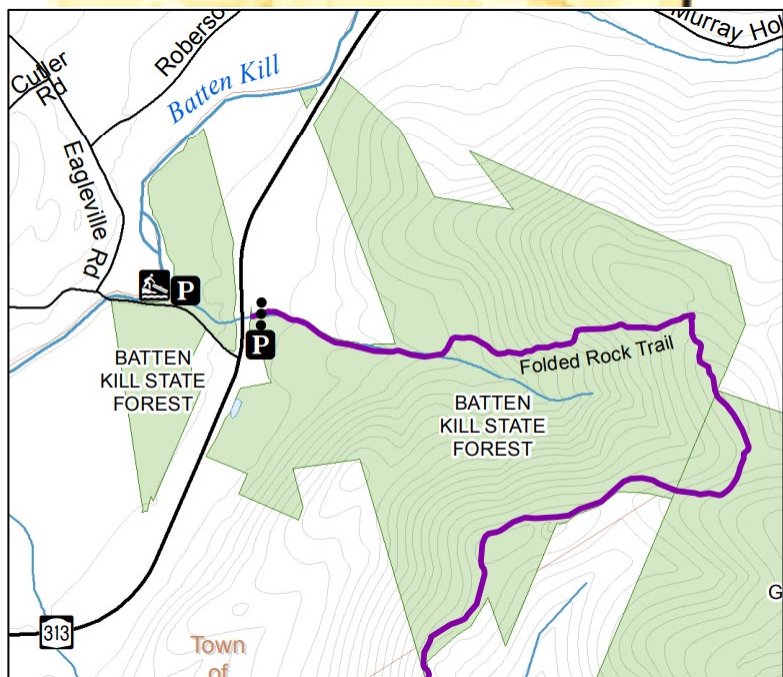 Murray Ho
Roberso
Cutler
Rd
Batten Kill
Eagleville Rd
P
P
Folded Rock Trail
BATTEN
KILL STATE
FOREST
BATTEN
KILL STATE
FOREST
G
313
Town
of